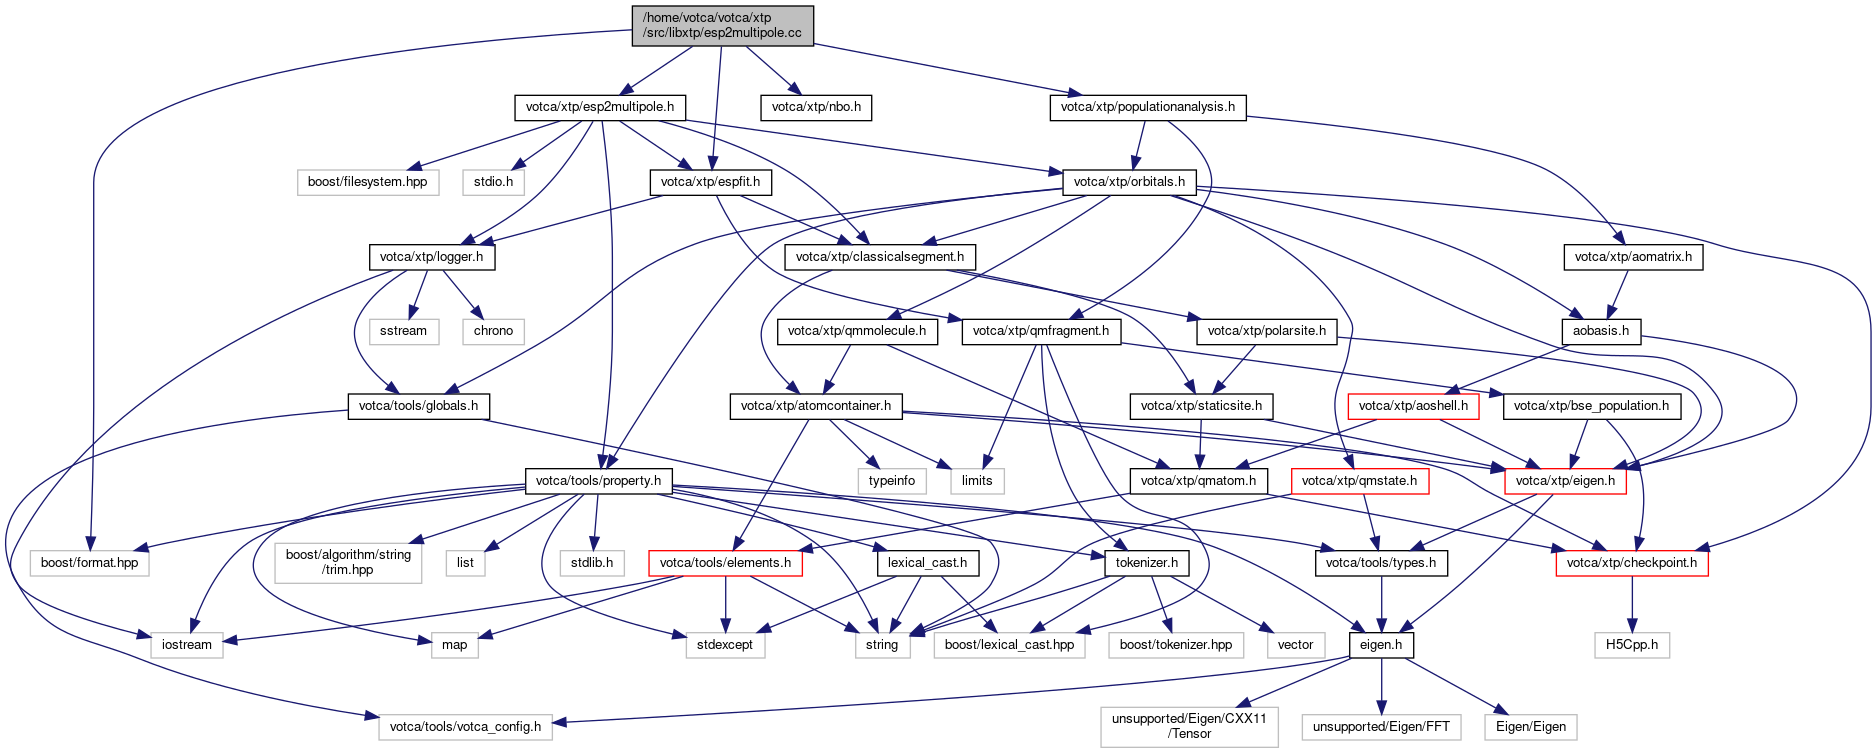 /home/votca/votca/xtp
/src/libxtp/esp2multipole.cc
votca/xtp/esp2multipole.h
votca/xtp/nbo.h
votca/xtp/populationanalysis.h
boost/filesystem.hpp
stdio.h
votca/xtp/espfit.h
votca/xtp/orbitals.h
votca/xtp/logger.h
votca/xtp/classicalsegment.h
votca/xtp/aomatrix.h
sstream
chrono
votca/xtp/qmmolecule.h
votca/xtp/qmfragment.h
votca/xtp/polarsite.h
aobasis.h
votca/tools/globals.h
votca/xtp/atomcontainer.h
votca/xtp/staticsite.h
votca/xtp/aoshell.h
votca/xtp/bse_population.h
votca/tools/property.h
typeinfo
limits
votca/xtp/qmatom.h
votca/xtp/qmstate.h
votca/xtp/eigen.h
boost/format.hpp
boost/algorithm/string
/trim.hpp
list
stdlib.h
votca/tools/elements.h
lexical_cast.h
tokenizer.h
votca/tools/types.h
votca/xtp/checkpoint.h
iostream
map
stdexcept
string
boost/lexical_cast.hpp
boost/tokenizer.hpp
vector
eigen.h
H5Cpp.h
votca/tools/votca_config.h
unsupported/Eigen/CXX11
/Tensor
unsupported/Eigen/FFT
Eigen/Eigen